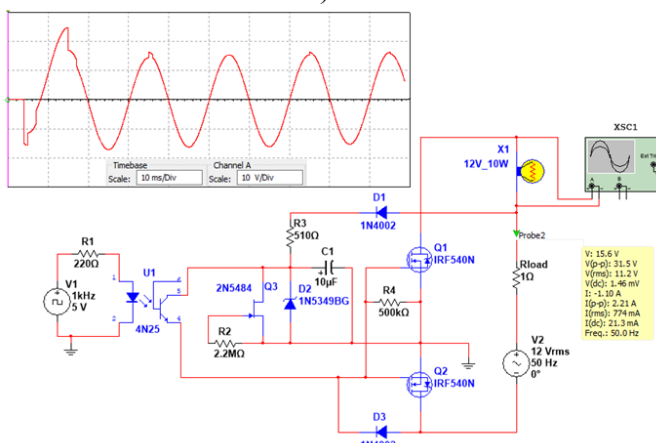 Timebase
Scale: 10 ms/Div
Channel A
Scale: 10 V/Div
XSC1
Ext Trig
A
B
X1
12V_10W
D1
1N4002
R3
510Ω
C1
10µF
Q1
IRF540N
Probe2
V: 15.6 V
V(p-p): 31.5 V
V(rms): 11.2 V
V(dc): 1.46 mV
I: -1.10 A
I(p-p): 2.21 A
I(rms): 774 mA
I(dc): 21.3 mA
Freq.: 50.0 Hz
R1
220Ω
U1
1
2
5
4
4N25
V1
1kHz
5 V
2N5484
Q3
D2
1N5349BG
R4
500kΩ
Rload
1Ω
R2
2.2MΩ
V2
12 Vrms
50 Hz
0°
Q2
IRF540N
D3